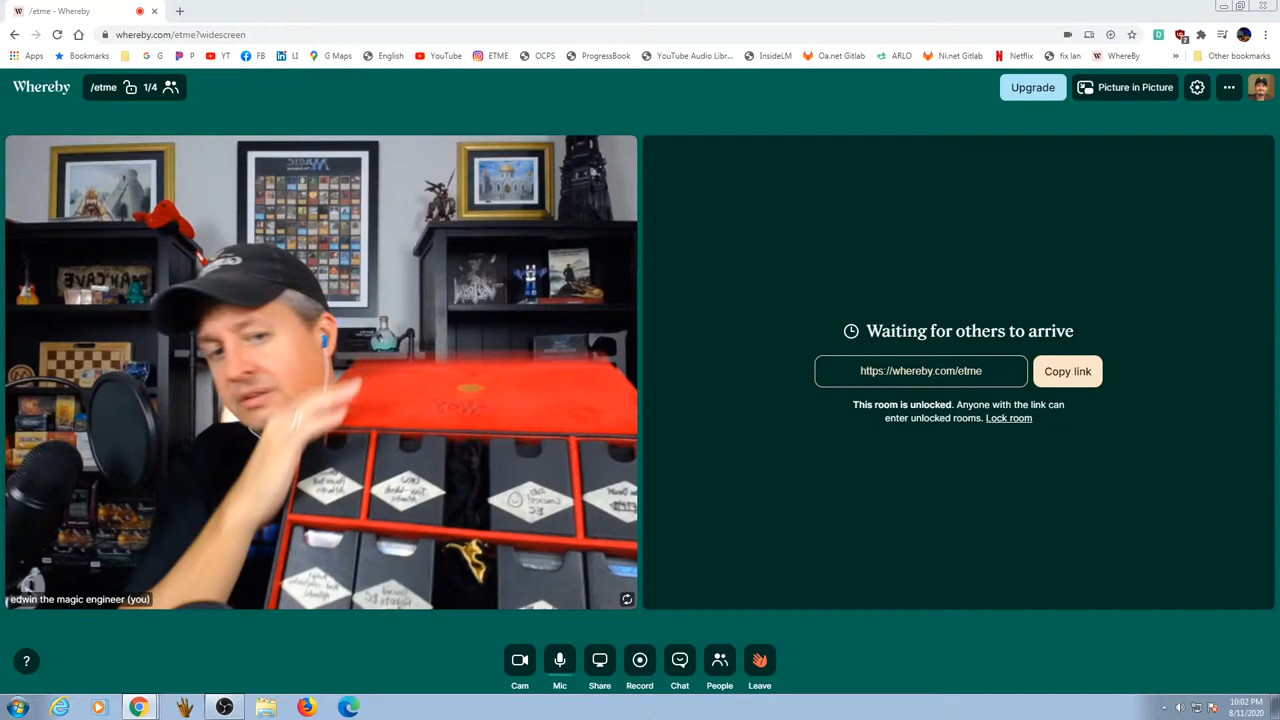 /etme - Whereby
whereby.com/etme?widescreen
Apps
Bookmarks
G
P
YT
FB
LI
G Maps
English
YouTube
ETME
OCPS
ProgressBook
YouTube Audio Lib...
InsideLM
Oa.net Gitlab
ARLO
Ni.net Gitlab
Netflix
fix lan
WhereBy
»
Other bookmarks
Whereby
/etme
1/4
Upgrade
Picture in Picture
MAGIC
MAN CAVE
edwin the magic engineer (you)
Waiting for others to arrive
https://whereby.com/etme
Copy link
This room is unlocked. Anyone with the link can
enter unlocked rooms. Lock room
?
Cam
Mic
Share
Record
Chat
People
Leave
10:02 PM
8/11/2020